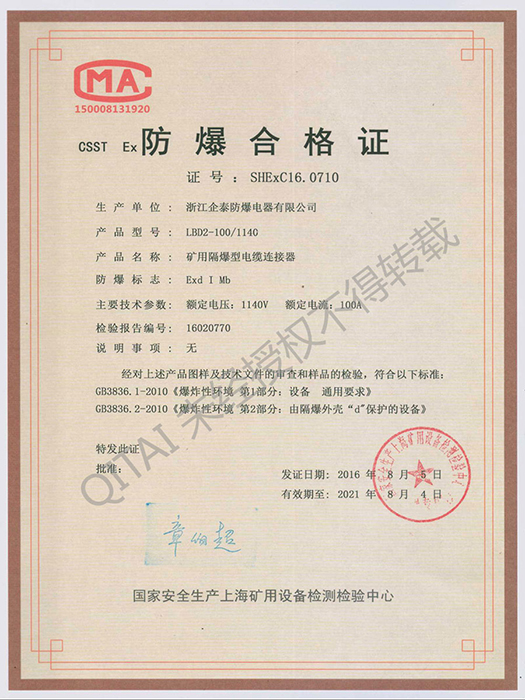 MA
150008131920
CSST Ex 防爆合格证
证号：SHExC16.0710
生产单位：浙江企泰防爆电器有限公司
产品型号：LBD2-100/1140
产品名称：矿用隔爆型电缆连接器
防爆标志：Exd I Mb
主要技术参数：额定电压：1140V 额定电流：100A
检验报告编号：16020770
说明事项：无
经对上述产品图样及技术文件的审查和样品的检验，符合以下标准：
GB3836.1-2010《爆炸性环境 第1部分：设备 通用要求》
GB3836.2-2010《爆炸性环境 第2部分：由隔爆外壳“d”保护的设备》
特发此证
批准：
发证日期：2016 年 8 月 5 日
有效期至：2021 年 8 月 4 日
国家安全生产上海矿用设备检测检验中心
QITAI 未经授权不得转载